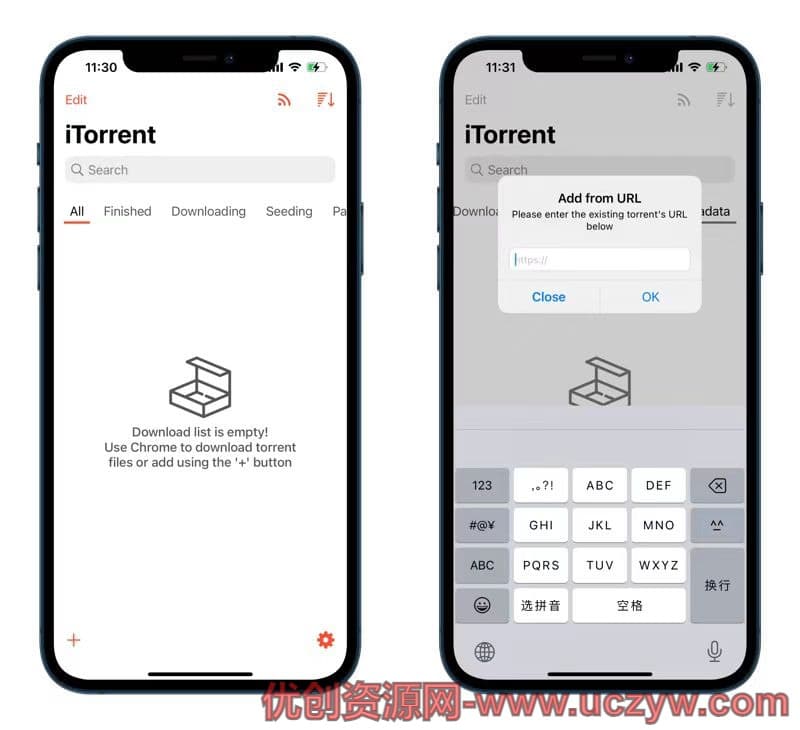 11:30
Edit
iTorrent
Search
All Finished Downloading Seeding Pa
Download list is empty!
Use Chrome to download torrent
files or add using the '+' button
11:31
Edit
iTorrent
Search
Downloa
adata
Add from URL
Please enter the existing torrent's URL
below
https://
Close OK
123 ,。?! ABC DEF
#@¥ GHI JKL MNO ^^
ABC PQRS TUV WXYZ 换行
选拼音 空格
优创资源网-www.uczyw.com